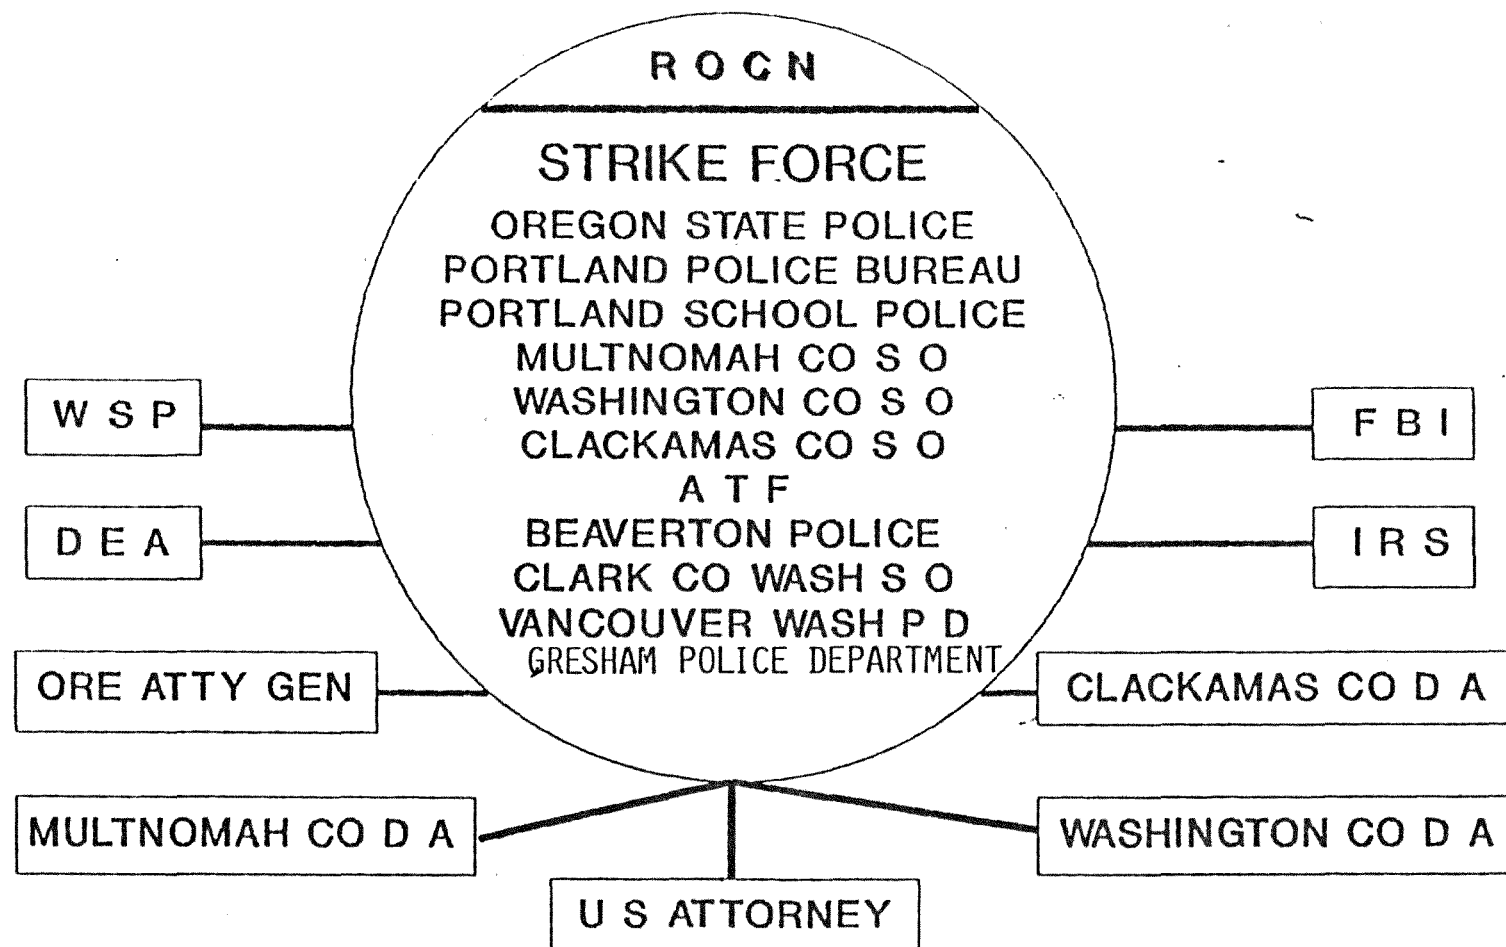 R O C N
STRIKE FORCE
OREGON STATE POLICE
PORTLAND POLICE BUREAU
PORTLAND SCHOOL POLICE
MULTNOMAH CO S O
WASHINGTON CO S O
CLACKAMAS CO S O
A T F
BEAVERTON POLICE
CLARK CO WASH S O
VANCOUVER WASH P D
GRESHAM POLICE DEPARTMENT
W S P
F B I
D E A
I R S
ORE ATTY GEN
CLACKAMAS CO D A
MULTNOMAH CO D A
WASHINGTON CO D A
U S ATTORNEY